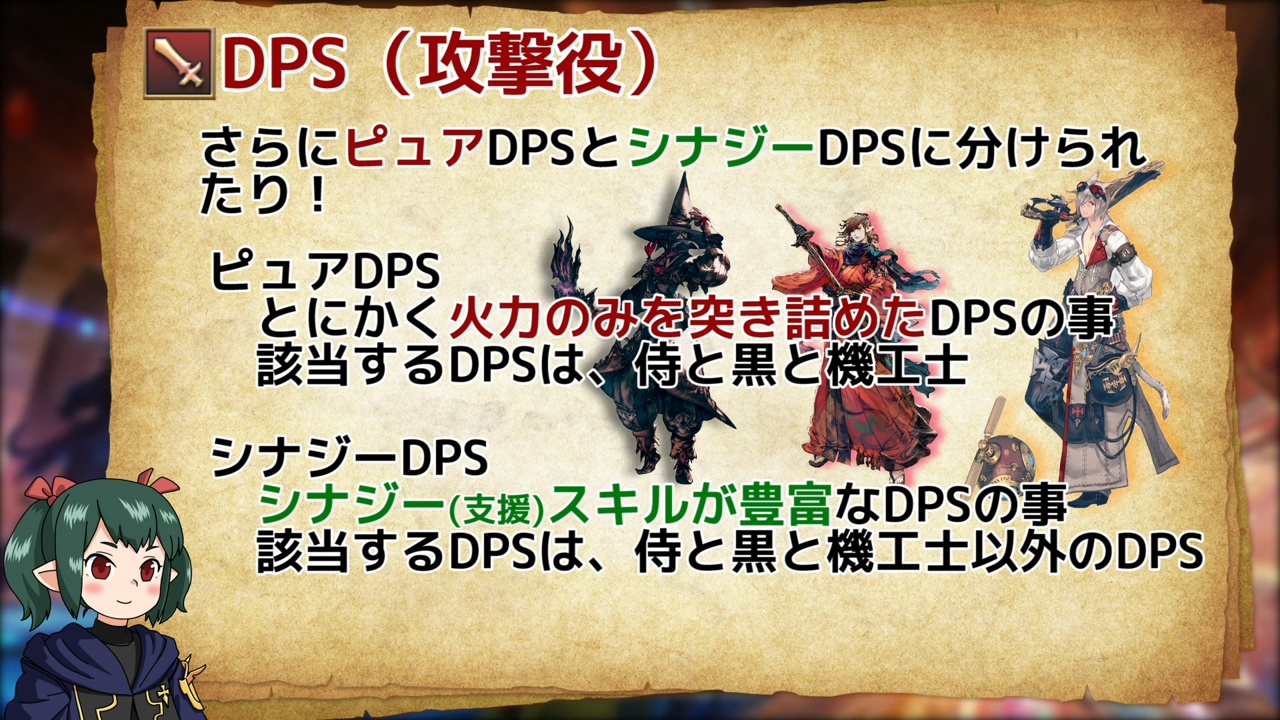 DPS（攻撃役）
さらにピュアDPSとシナジーDPSに分けられ
たり！
ピュアDPS
とにかく火力のみを突き詰めたDPSの事
該当するDPSは、侍と黒と機工士
シナジーDPS
シナジー(支援)スキルが豊富なDPSの事
該当するDPSは、侍と黒と機工士以外のDPS